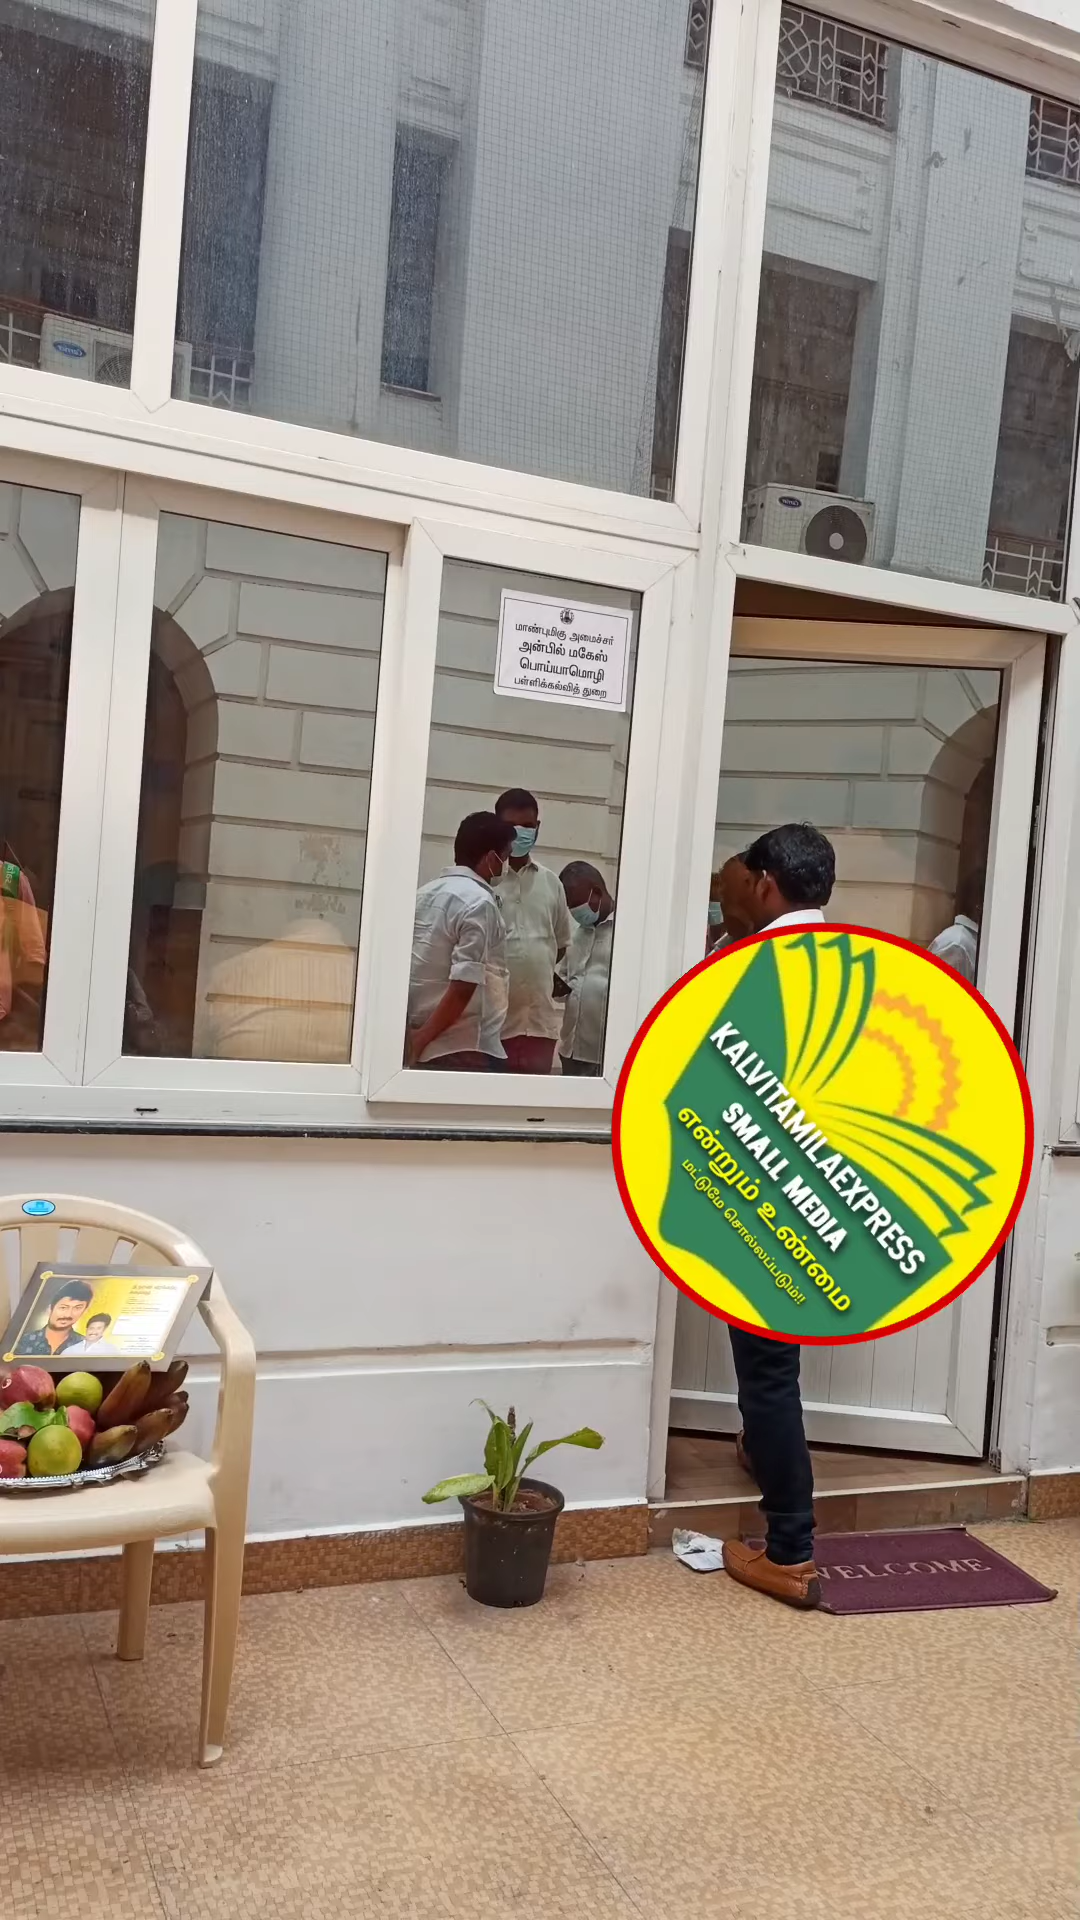 மாண்புமிகு அமைச்சர்
அன்பில் மகேஸ்
பொய்யாமொழி
பள்ளிக்கல்வித் துறை
KALVITAMILAEXPRESS
SMALL MEDIA
என்றும் உண்மை
மட்டுமே சொல்லப்படும்!!
WELCOME